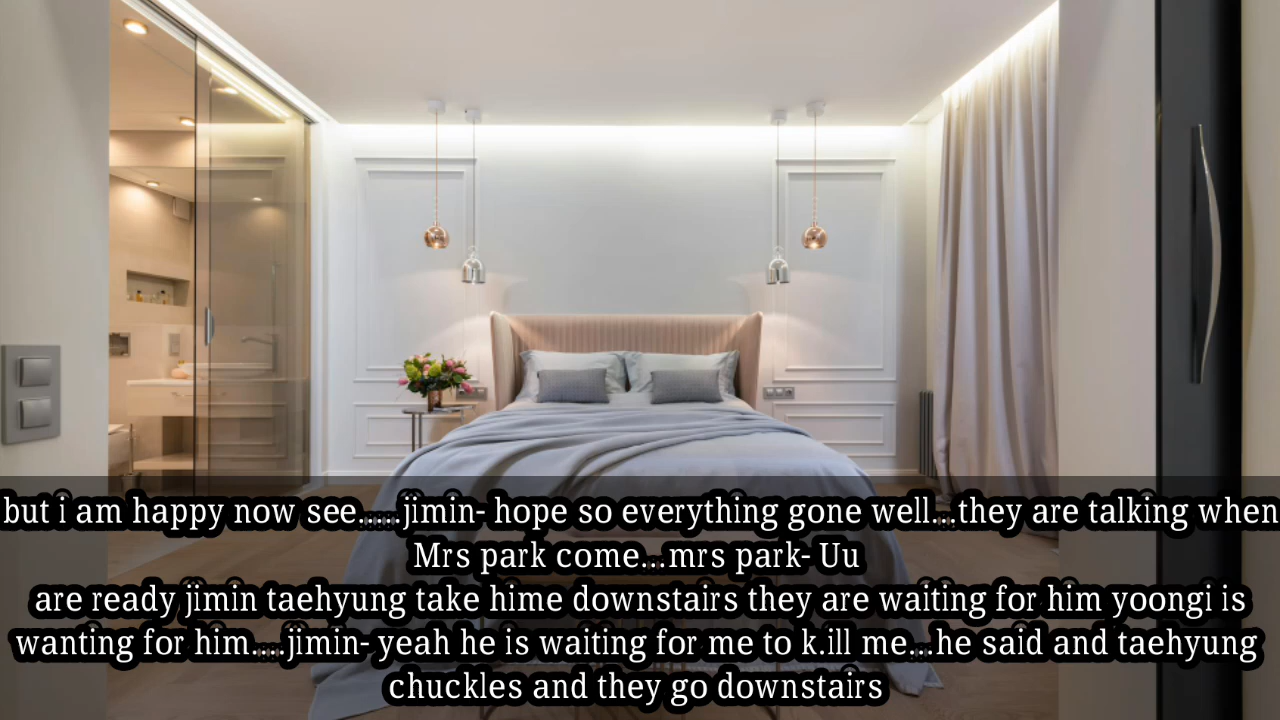 but i am happy now see.....jimin- hope so everything gone well...they are talking when
Mrs park come...mrs park- Uu
are ready jimin taehyung take hime downstairs they are waiting for him yoongi is
wanting for him....jimin- yeah he is waiting for me to k.ill me...he said and taehyung
chuckles and they go downstairs